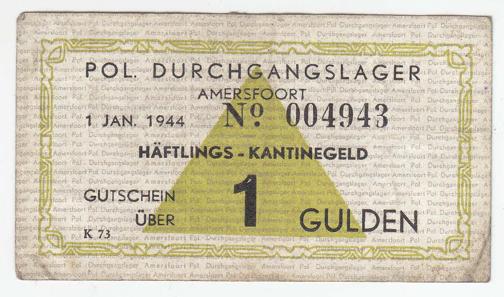 POL. DURCHGANGSLAGER
AMERSFOORT
1 JAN. 1944 Nº 004943
HÄFTLINGS - KANTINEGELD
GUTSCHEIN
ÜBER 1 GULDEN
K 73